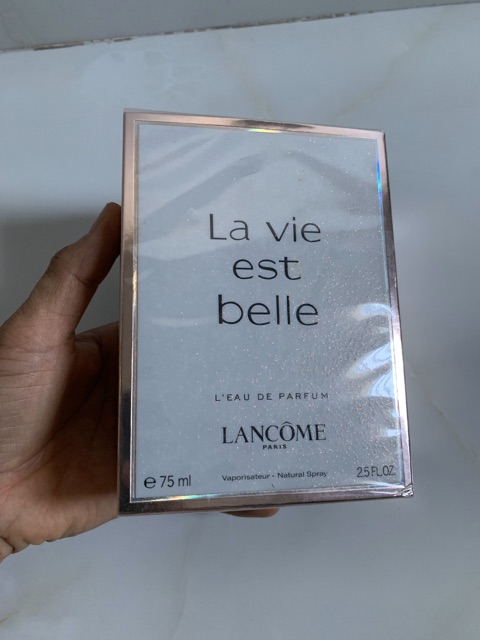 La vie
est
belle
L'EAU DE PARFUM
LANCÔME
PARIS
e 75 ml Vaporisateur - Natural Spray 2.5 FL.OZ.